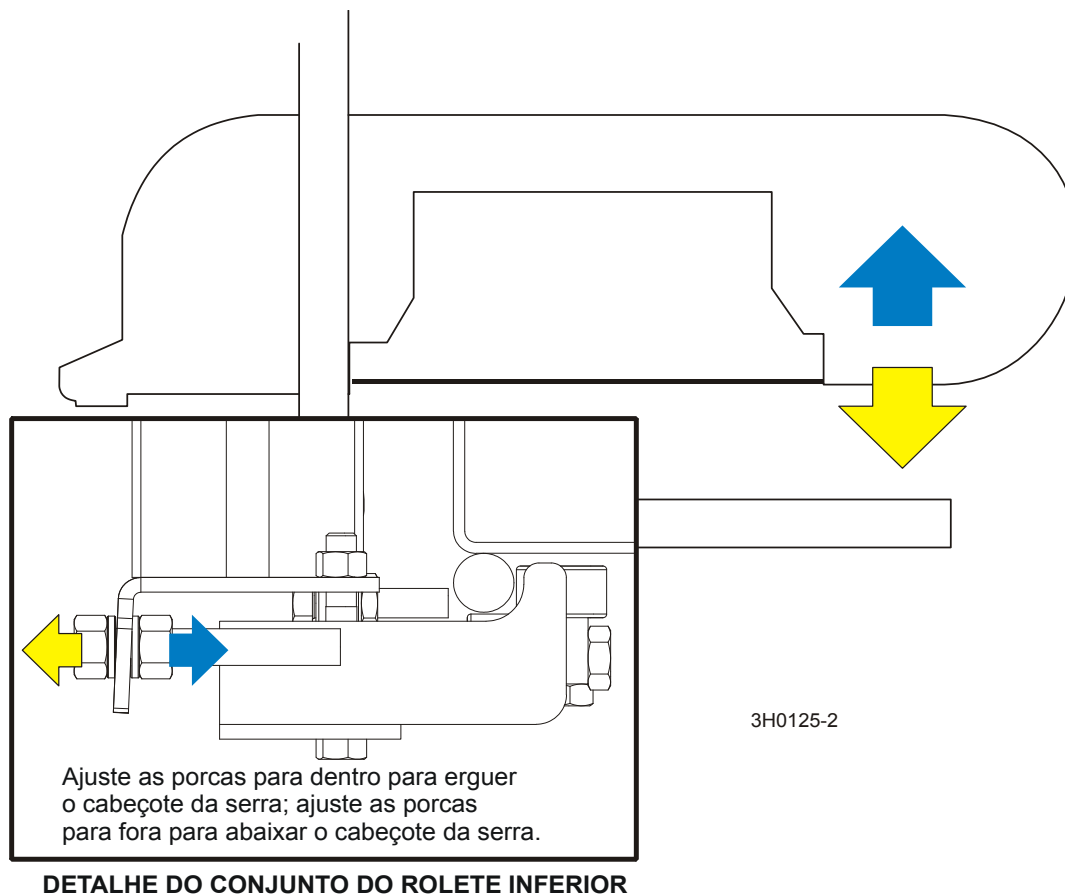 3H0125-2
Ajuste as porcas para dentro para erguer
o cabeçote da serra; ajuste as porcas
para fora para abaixar o cabeçote da serra.
DETALHE DO CONJUNTO DO ROLETE INFERIOR